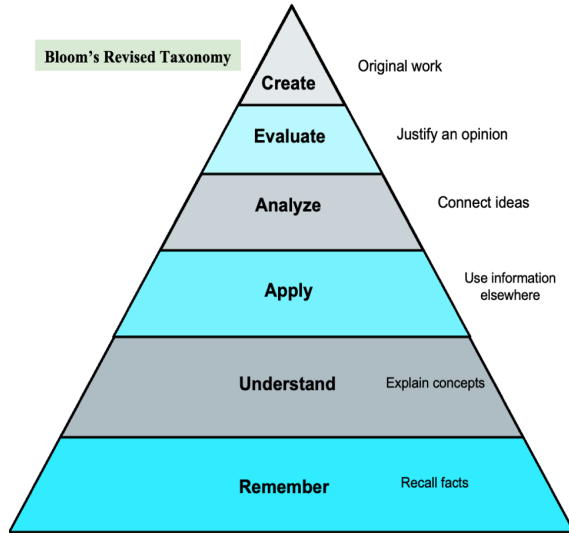 Bloom's Revised Taxonomy
Original work
Create
Evaluate
Justify an opinion
Analyze
Connect ideas
Apply
Use information
elsewhere
Understand
Explain concepts
Remember
Recall facts